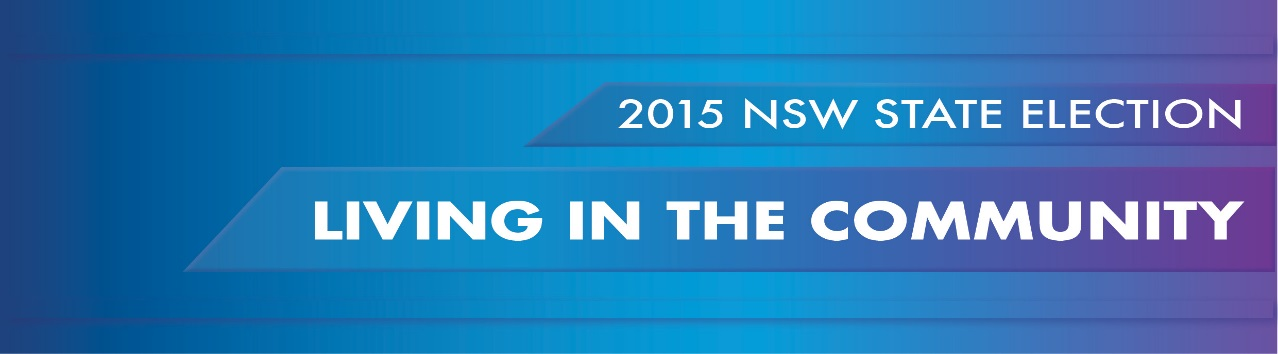 2015 NSW STATE ELECTION
LIVING IN THE COMMUNITY